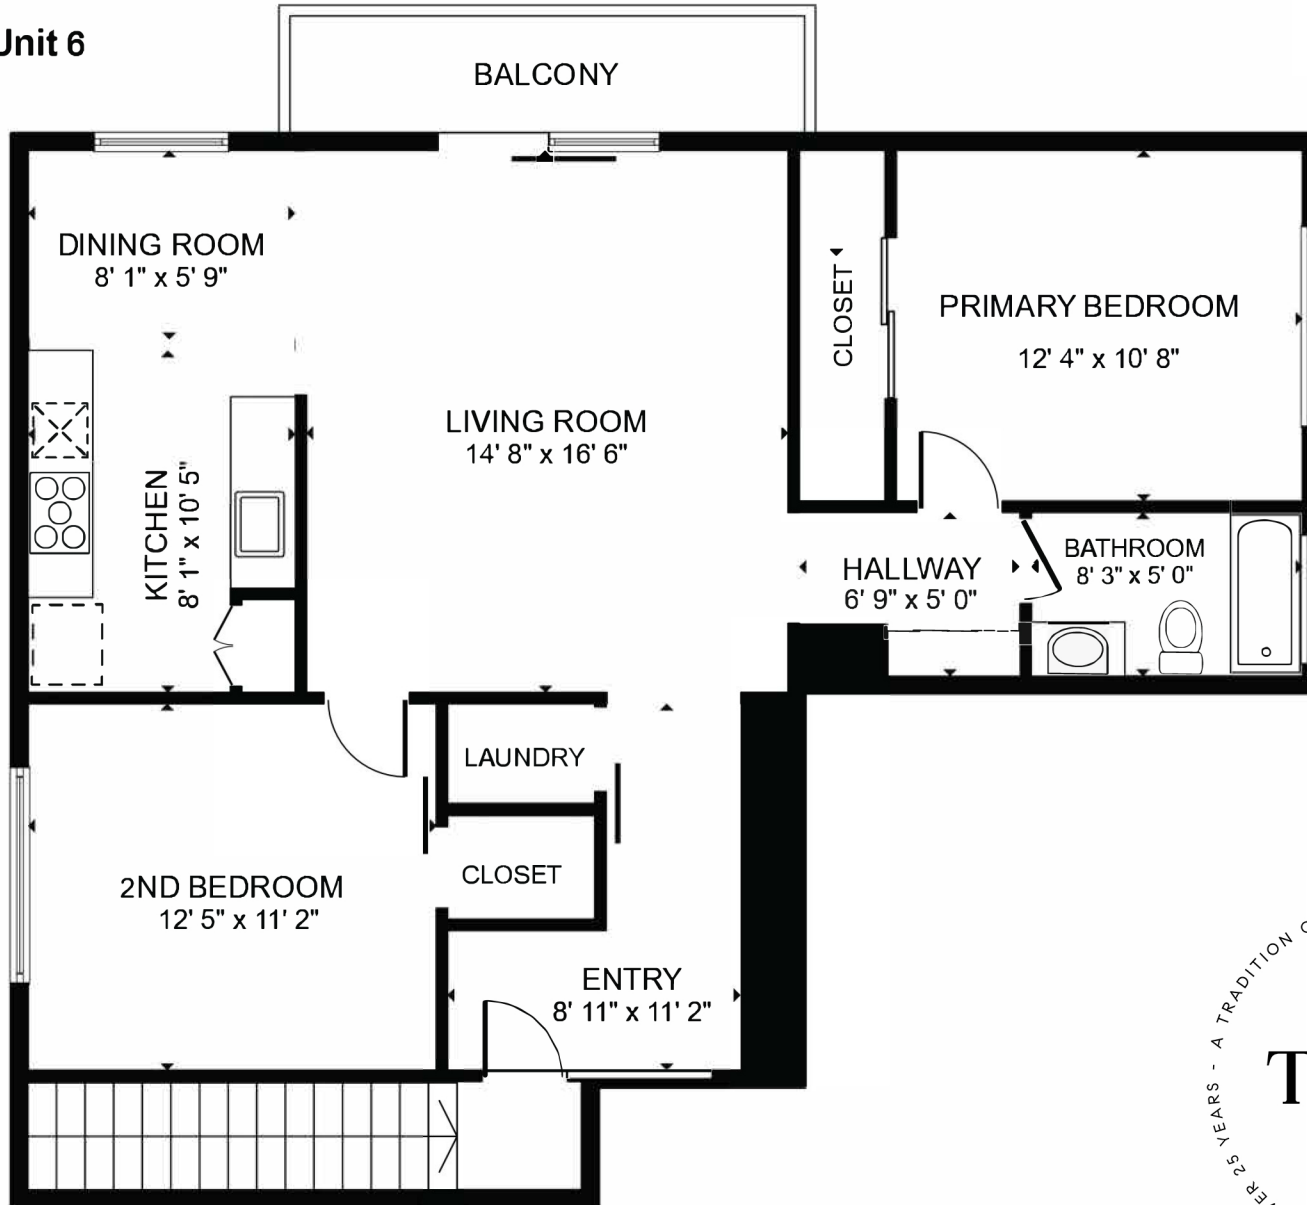 Unit 6
BALCONY
DINING ROOM
8' 1" x 5' 9"
CLOSET
PRIMARY BEDROOM
12' 4" x 10' 8"
LIVING ROOM
14' 8" x 16' 6"
KITCHEN
8' 1" x 10' 5"
HALLWAY
6' 9" x 5' 0"
BATHROOM
8' 3" x 5' 0"
LAUNDRY
CLOSET
2ND BEDROOM
12' 5" x 11' 2"
ENTRY
8' 11" x 11' 2"
25 YEARS - A TRADITION
T